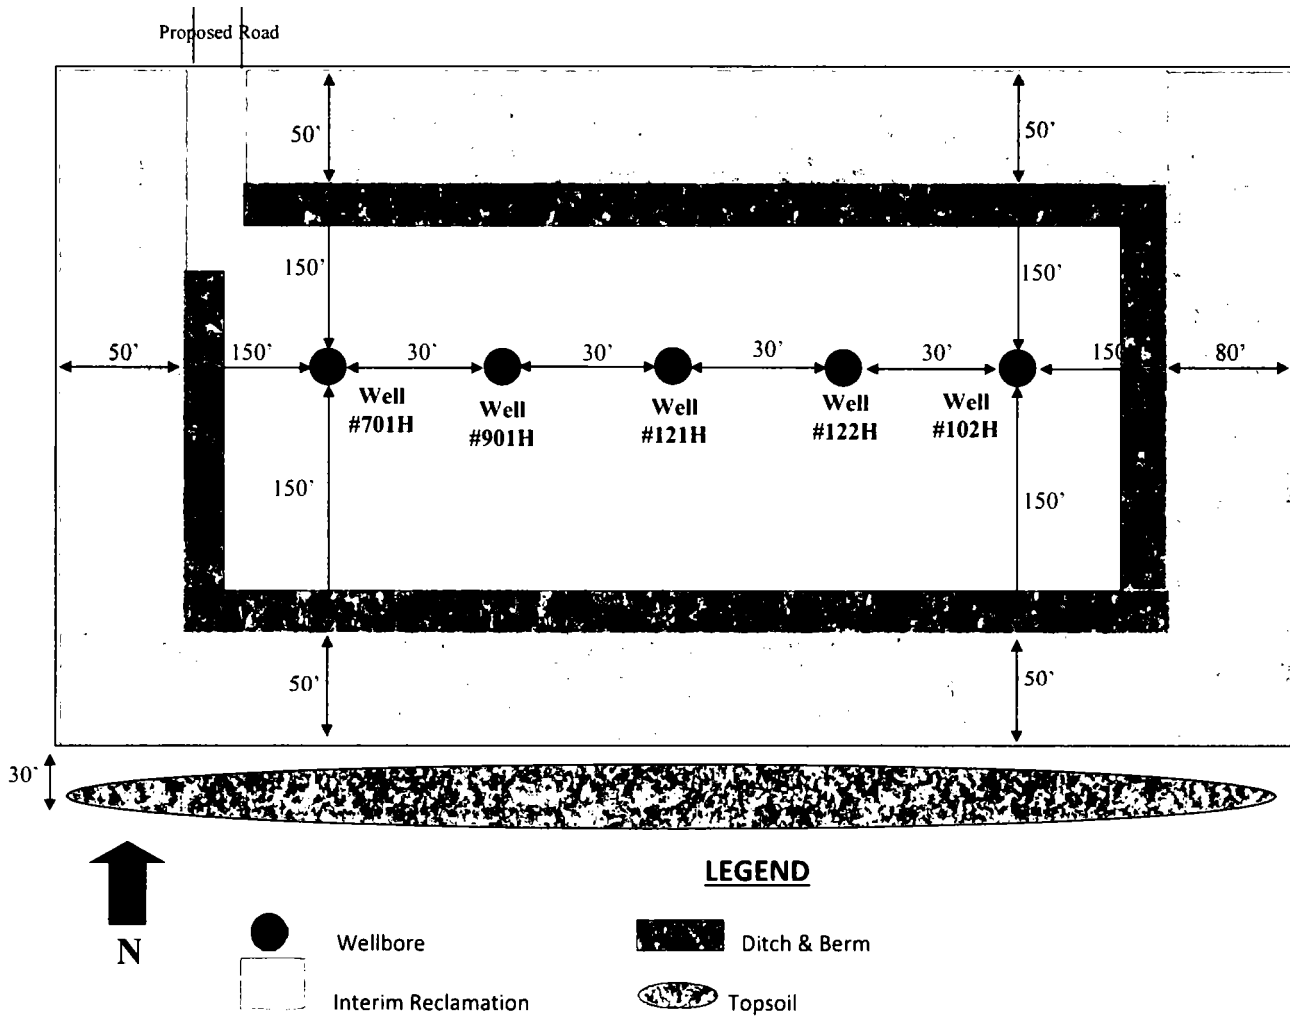 Proposed Road
50’ 50’
150’ 150’
50’ 150’ 30’ 30’ 30’ 30’ 150’ 80’
Well Well Well Well Well
#701H #901H #121H #122H #102H
150’ 150’
50’ 50’
30’
LEGEND
N
Wellbore Ditch & Berm
Interim Reclamation Topsoil